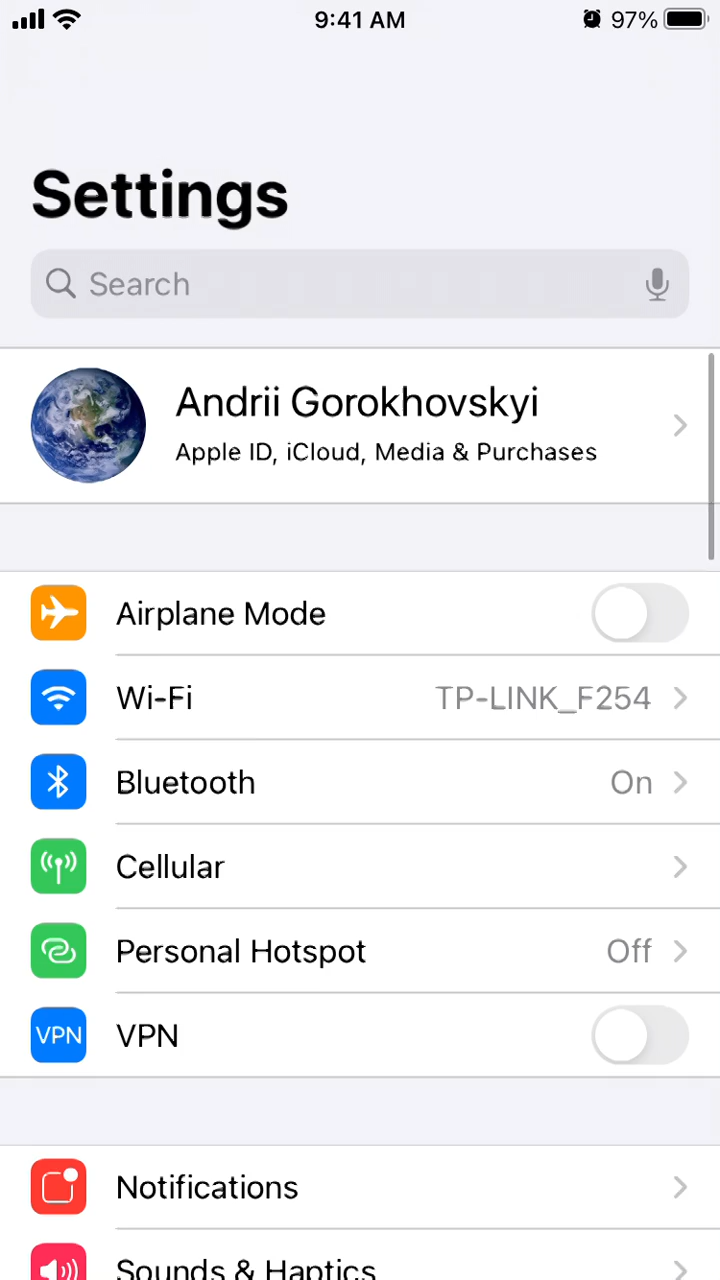 9:41 AM 97%
Settings
Search
Andrii Gorokhovskyi
Apple ID, iCloud, Media & Purchases
Airplane Mode
Wi-Fi TP-LINK_F254
Bluetooth On
Cellular
Personal Hotspot Off
VPN VPN
Notifications
Sounds & Haptics